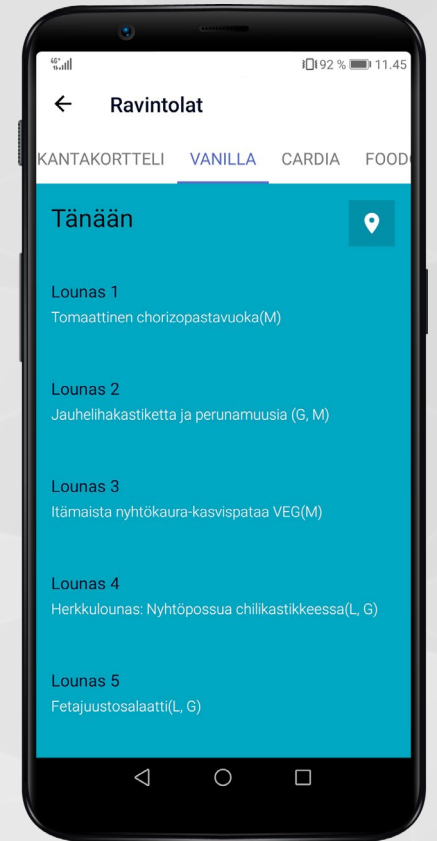 4G+
92 % 11.45
Ravintolat
KANTAKORTTELI VANILLA CARDIA FOOD
Tänään
Lounas 1
Tomaattinen chorizopastavuoka(M)
Lounas 2
Jauhelihakastiketta ja perunamuusia (G, M)
Lounas 3
Itämaista nyhtökaura-kasvispataa VEG(M)
Lounas 4
Herkkulounas: Nyhtöpossua chilikastikkeessa(L, G)
Lounas 5
Fetajuustosalaatti(L, G)